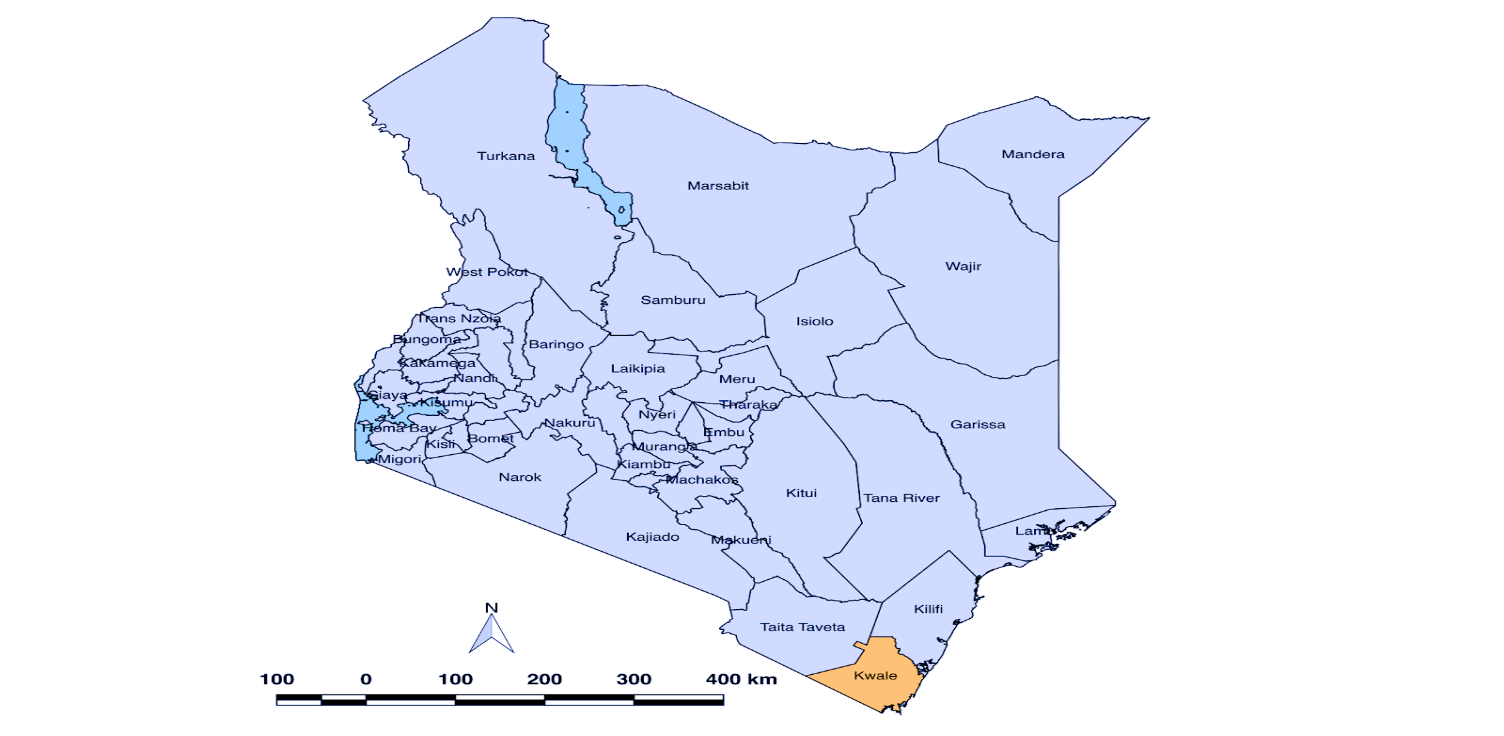 Mandera
Turkana
Marsabit
Wajir
West Pokot
Samburu
Trans Nzoia
Isiolo
Bungoma
Baringo
Kakamega
Laikipia
Nandi
Meru
Siaya
Kisumu
Tharaka
Nyeri
Nakuru
Garissa
Homa Bay
Embu
Bomet
Kisii
Muranga
Migori
Kiambu
Narok
Machakos
Kitui
Tana River
Lamu
Kajiado
Makueni
N
Kilifi
Taita Taveta
Kwale
100 0 100 200 300 400 km